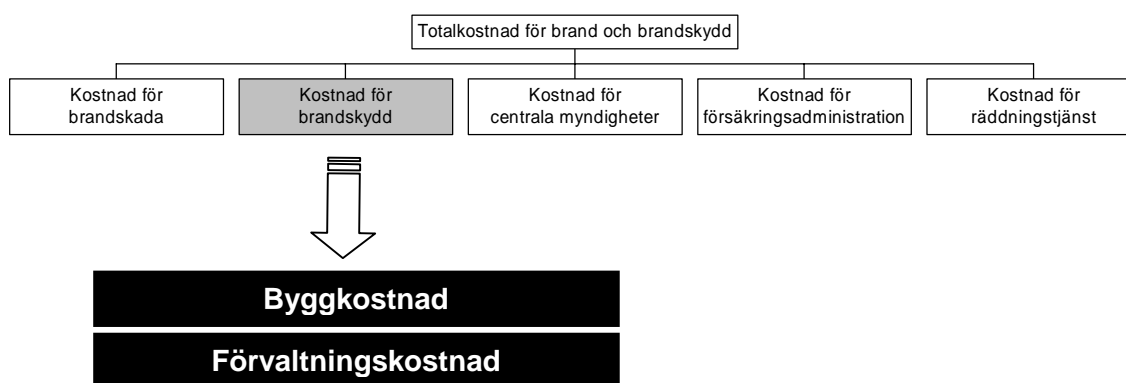 Totalkostnad för brand och brandskydd
Kostnad för
brandskada
Kostnad för
brandskydd
Kostnad för
centrala myndigheter
Kostnad för
försäkringsadministration
Kostnad för
räddningstjänst
Byggkostnad
Förvaltningskostnad